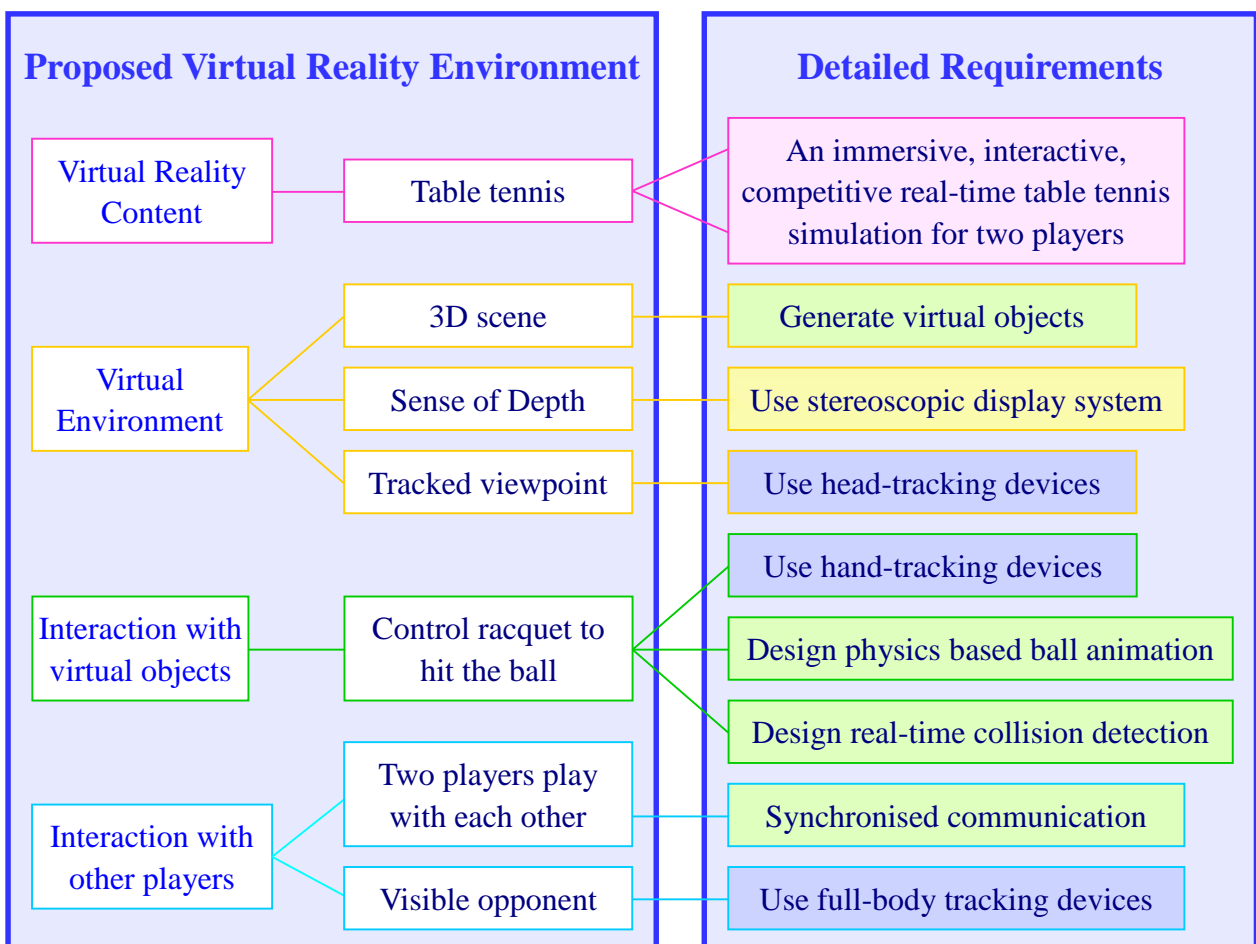 Proposed Virtual Reality Environment
Detailed Requirements
Virtual Reality
Content
Table tennis
An immersive, interactive,
competitive real-time table tennis
simulation for two players
Virtual
Environment
3D scene
Generate virtual objects
Sense of Depth
Use stereoscopic display system
Tracked viewpoint
Use head-tracking devices
Interaction with
virtual objects
Control racquet to
hit the ball
Use hand-tracking devices
Design physics based ball animation
Design real-time collision detection
Interaction with
other players
Two players play
with each other
Synchronised communication
Visible opponent
Use full-body tracking devices